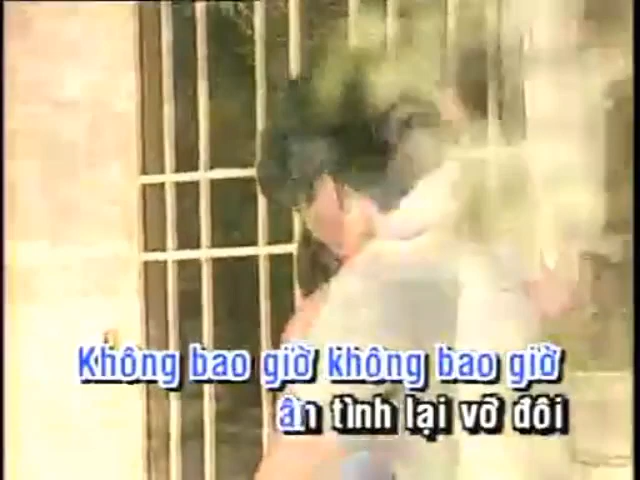 Không bao giờ không bao giờ
ân tình lại vỡ đôi